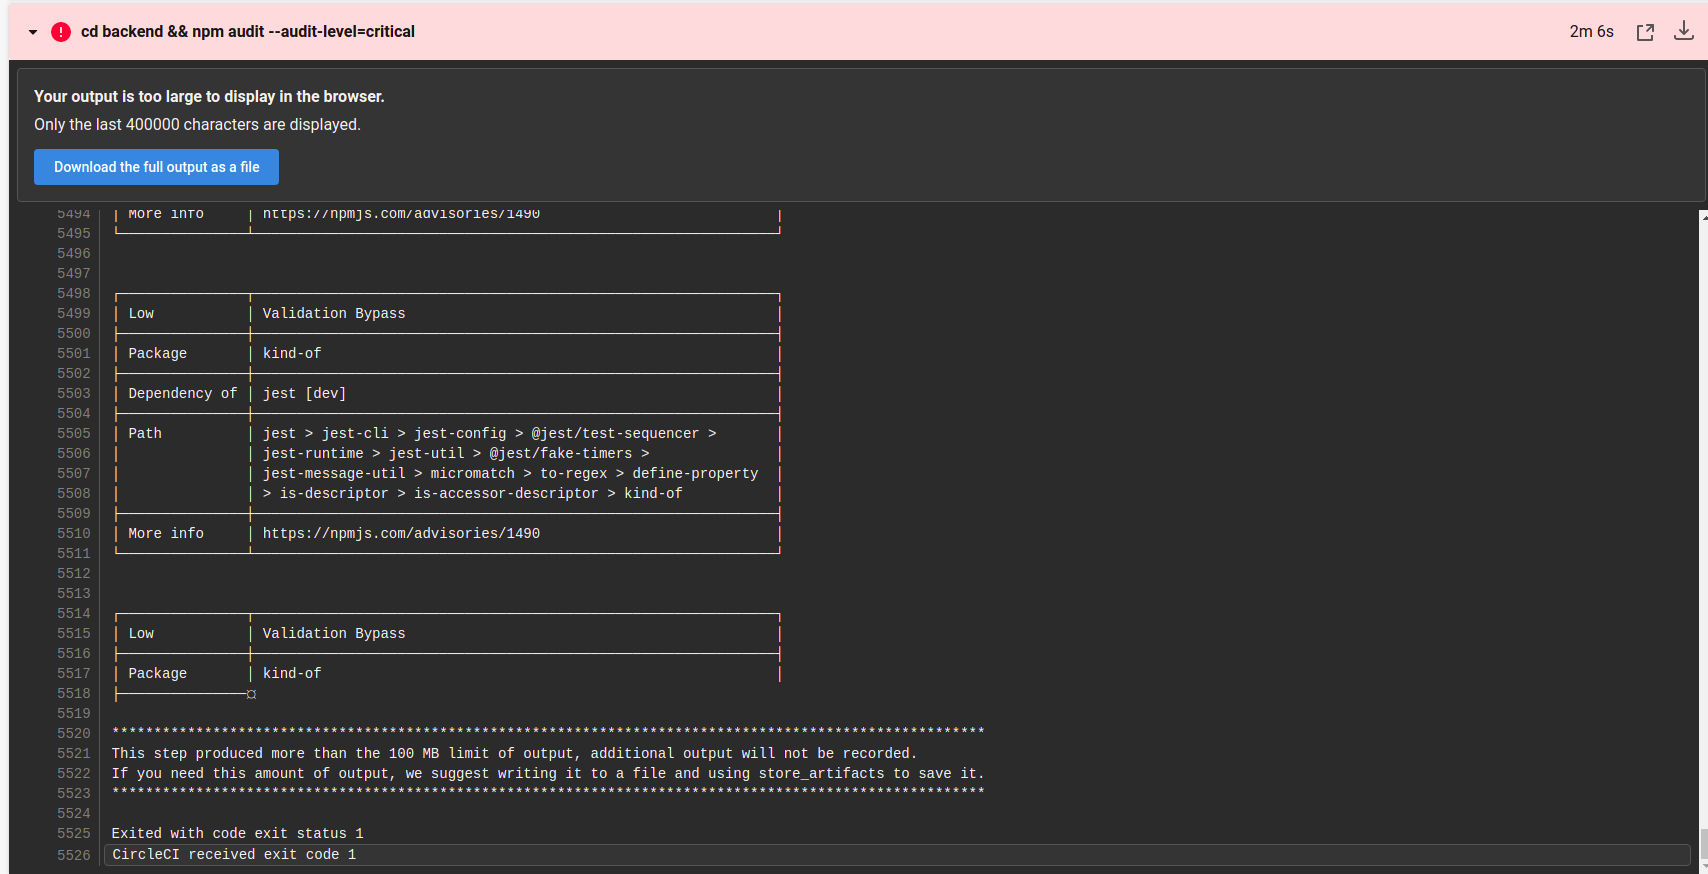 cd backend && npm audit --audit-level=critical
2m 6s
Your output is too large to display in the browser.
Only the last 400000 characters are displayed.
Download the full output as a file
5494 | More info | https://npmjs.com/advisories/1490 |
5495
5496
5497
5498
5499 | Low | Validation Bypass |
5500
5501 | Package | kind-of |
5502
5503 | Dependency of | jest [dev] |
5504
5505 | Path | jest > jest-cli > jest-config > @jest/test-sequencer > |
5506 | | jest-runtime > jest-util > @jest/fake-timers > |
5507 | | jest-message-util > micromatch > to-regex > define-property |
5508 | | > is-descriptor > is-accessor-descriptor > kind-of |
5509
5510 | More info | https://npmjs.com/advisories/1490 |
5511
5512
5513
5514
5515 | Low | Validation Bypass |
5516
5517 | Package | kind-of |
5518
5519
5520 ********************************************************************************************************
5521 This step produced more than the 100 MB limit of output, additional output will not be recorded.
5522 If you need this amount of output, we suggest writing it to a file and using store_artifacts to save it.
5523 ********************************************************************************************************
5524
5525 Exited with code exit status 1
5526 CircleCI received exit code 1